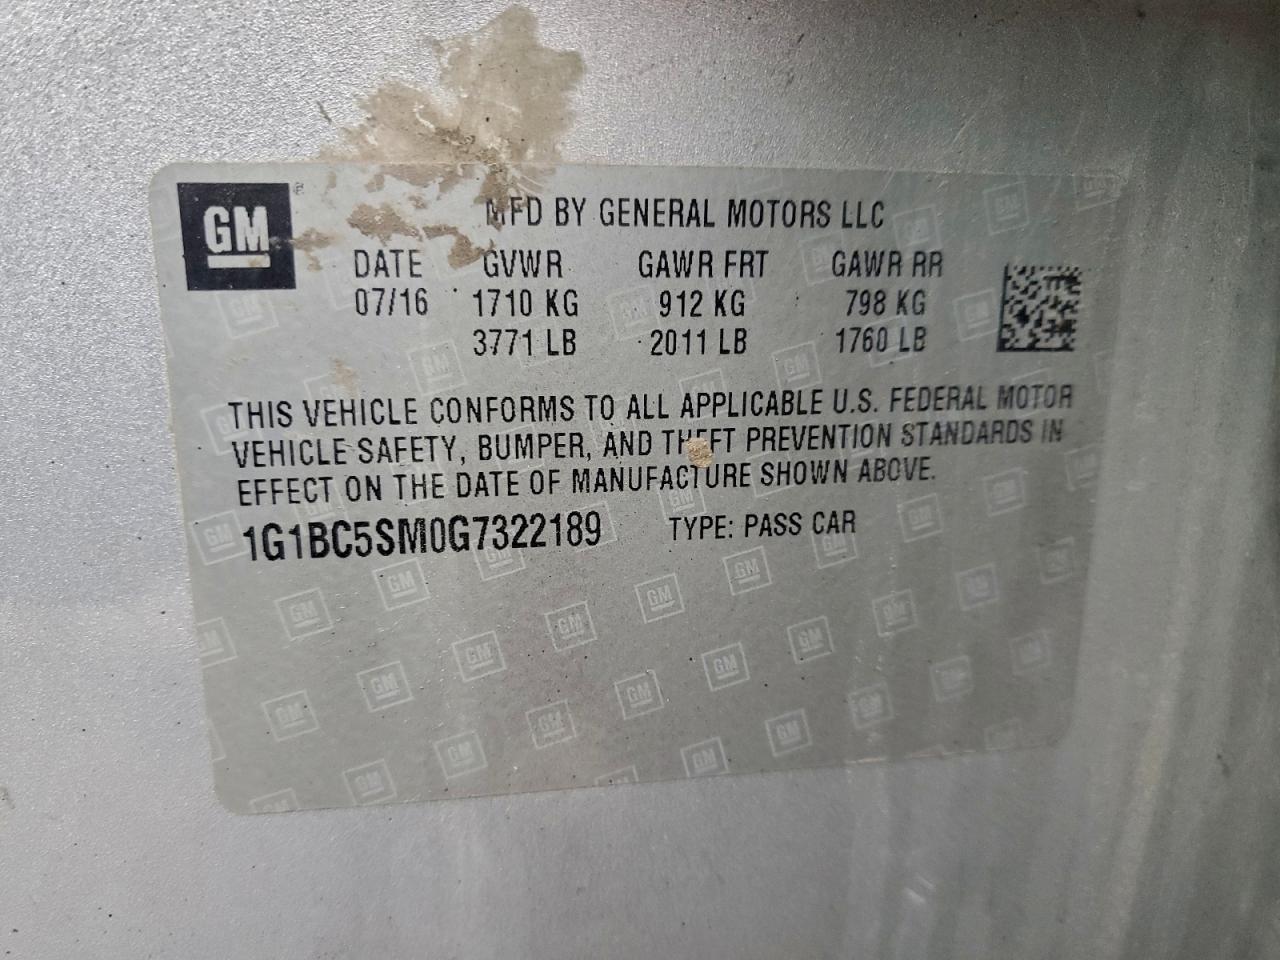 GM
MFD BY GENERAL MOTORS LLC
DATE GVWR GAWR FRT GAWR RR
07/16 1710 KG 912 KG 798 KG
3771 LB 2011 LB 1760 LB
THIS VEHICLE CONFORMS TO ALL APPLICABLE U.S. FEDERAL MOTOR
VEHICLE SAFETY, BUMPER, AND THEFT PREVENTION STANDARDS IN
EFFECT ON THE DATE OF MANUFACTURE SHOWN ABOVE.
1G1BC5SM0G7322189 TYPE: PASS CAR